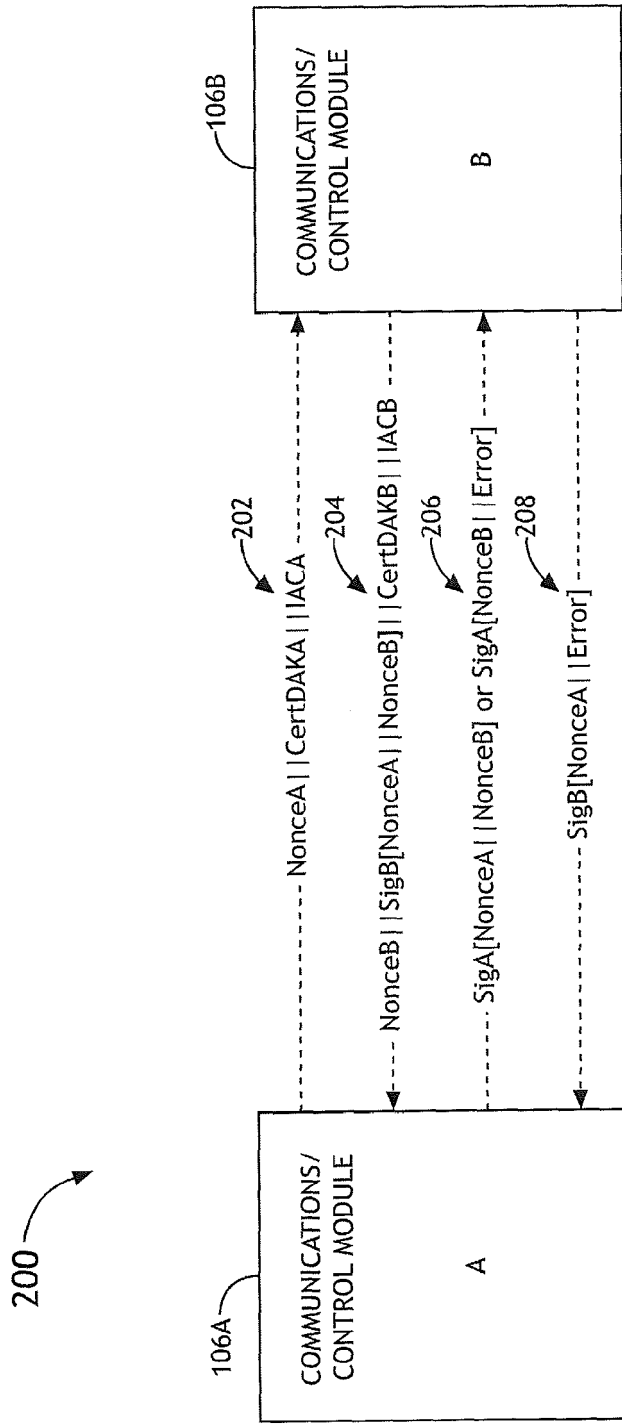 200
106A
COMMUNICATIONS/
CONTROL MODULE
A
106B
COMMUNICATIONS/
CONTROL MODULE
B
202
NonceA||CertDAKA||IACA
204
NonceB||SigB[NonceA||NonceB]||CertDAKB||IACB
206
SigA[NonceA||NonceB] or SigA[NonceB||Error]
208
SigB[NonceA||Error]